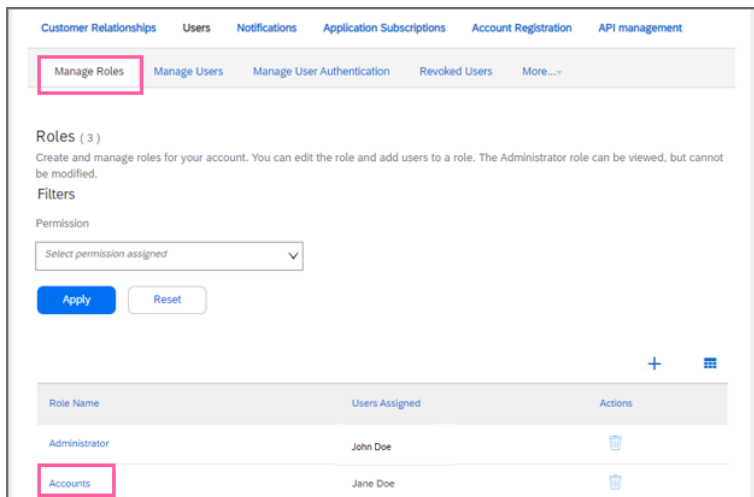 Customer Relationships Users Notifications Application Subscriptions Account Registration API management
Manage Roles Manage Users Manage User Authentication Revoked Users More...
Roles (3)
Create and manage roles for your account. You can edit the role and add users to a role. The Administrator role can be viewed, but cannot
be modified.
Filters
Permission
Select permission assigned
Apply Reset
Role Name Users Assigned Actions
Administrator John Doe
Accounts Jane Doe